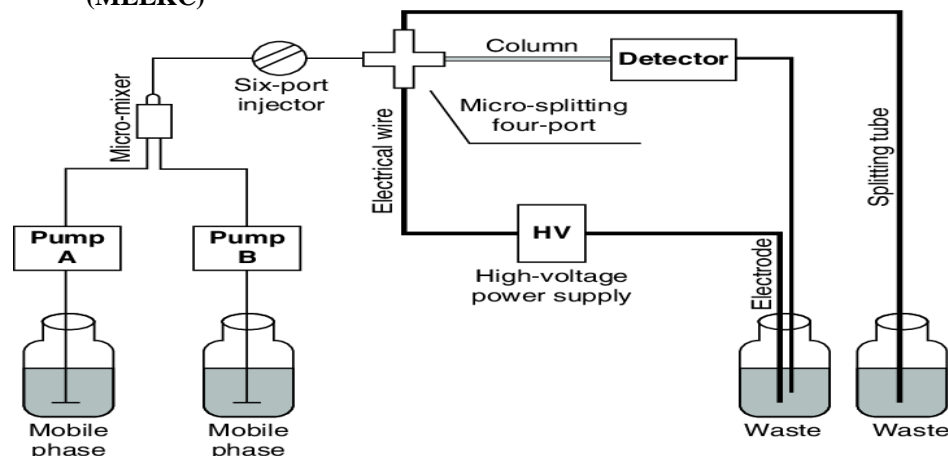 (MEEKC)
Column
Detector
Six-port
injector
Micro-mixer
Micro-splitting
four-port
Electrical wire
Splitting tube
Pump
A
Pump
B
HV
High-voltage
power supply
Electrode
Mobile
phase
Mobile
phase
Waste
Waste